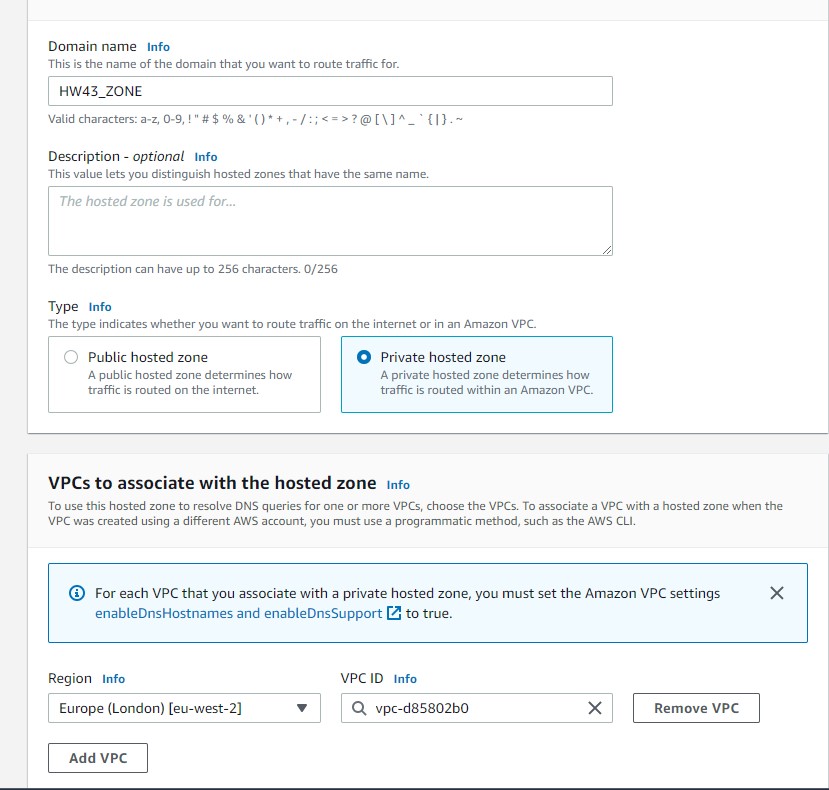 Domain name Info
This is the name of the domain that you want to route traffic for.
HW43_ZONE
Valid characters: a-z, 0-9, ! " # $ % & ' ( ) * + , - / : ; < = > ? @ [ \ ] ^ _ ` { | } . ~
Description - optional Info
This value lets you distinguish hosted zones that have the same name.
The hosted zone is used for...
The description can have up to 256 characters. 0/256
Type Info
The type indicates whether you want to route traffic on the internet or in an Amazon VPC.
Public hosted zone
A public hosted zone determines how
traffic is routed on the internet.
Private hosted zone
A private hosted zone determines how
traffic is routed within an Amazon VPC.
VPCs to associate with the hosted zone Info
To use this hosted zone to resolve DNS queries for one or more VPCs, choose the VPCs. To associate a VPC with a hosted zone when the
VPC was created using a different AWS account, you must use a programmatic method, such as the AWS CLI.
For each VPC that you associate with a private hosted zone, you must set the Amazon VPC settings
enableDnsHostnames and enableDnsSupport to true.
Region Info
VPC ID Info
Europe (London) [eu-west-2]
vpc-d85802b0
Remove VPC
Add VPC